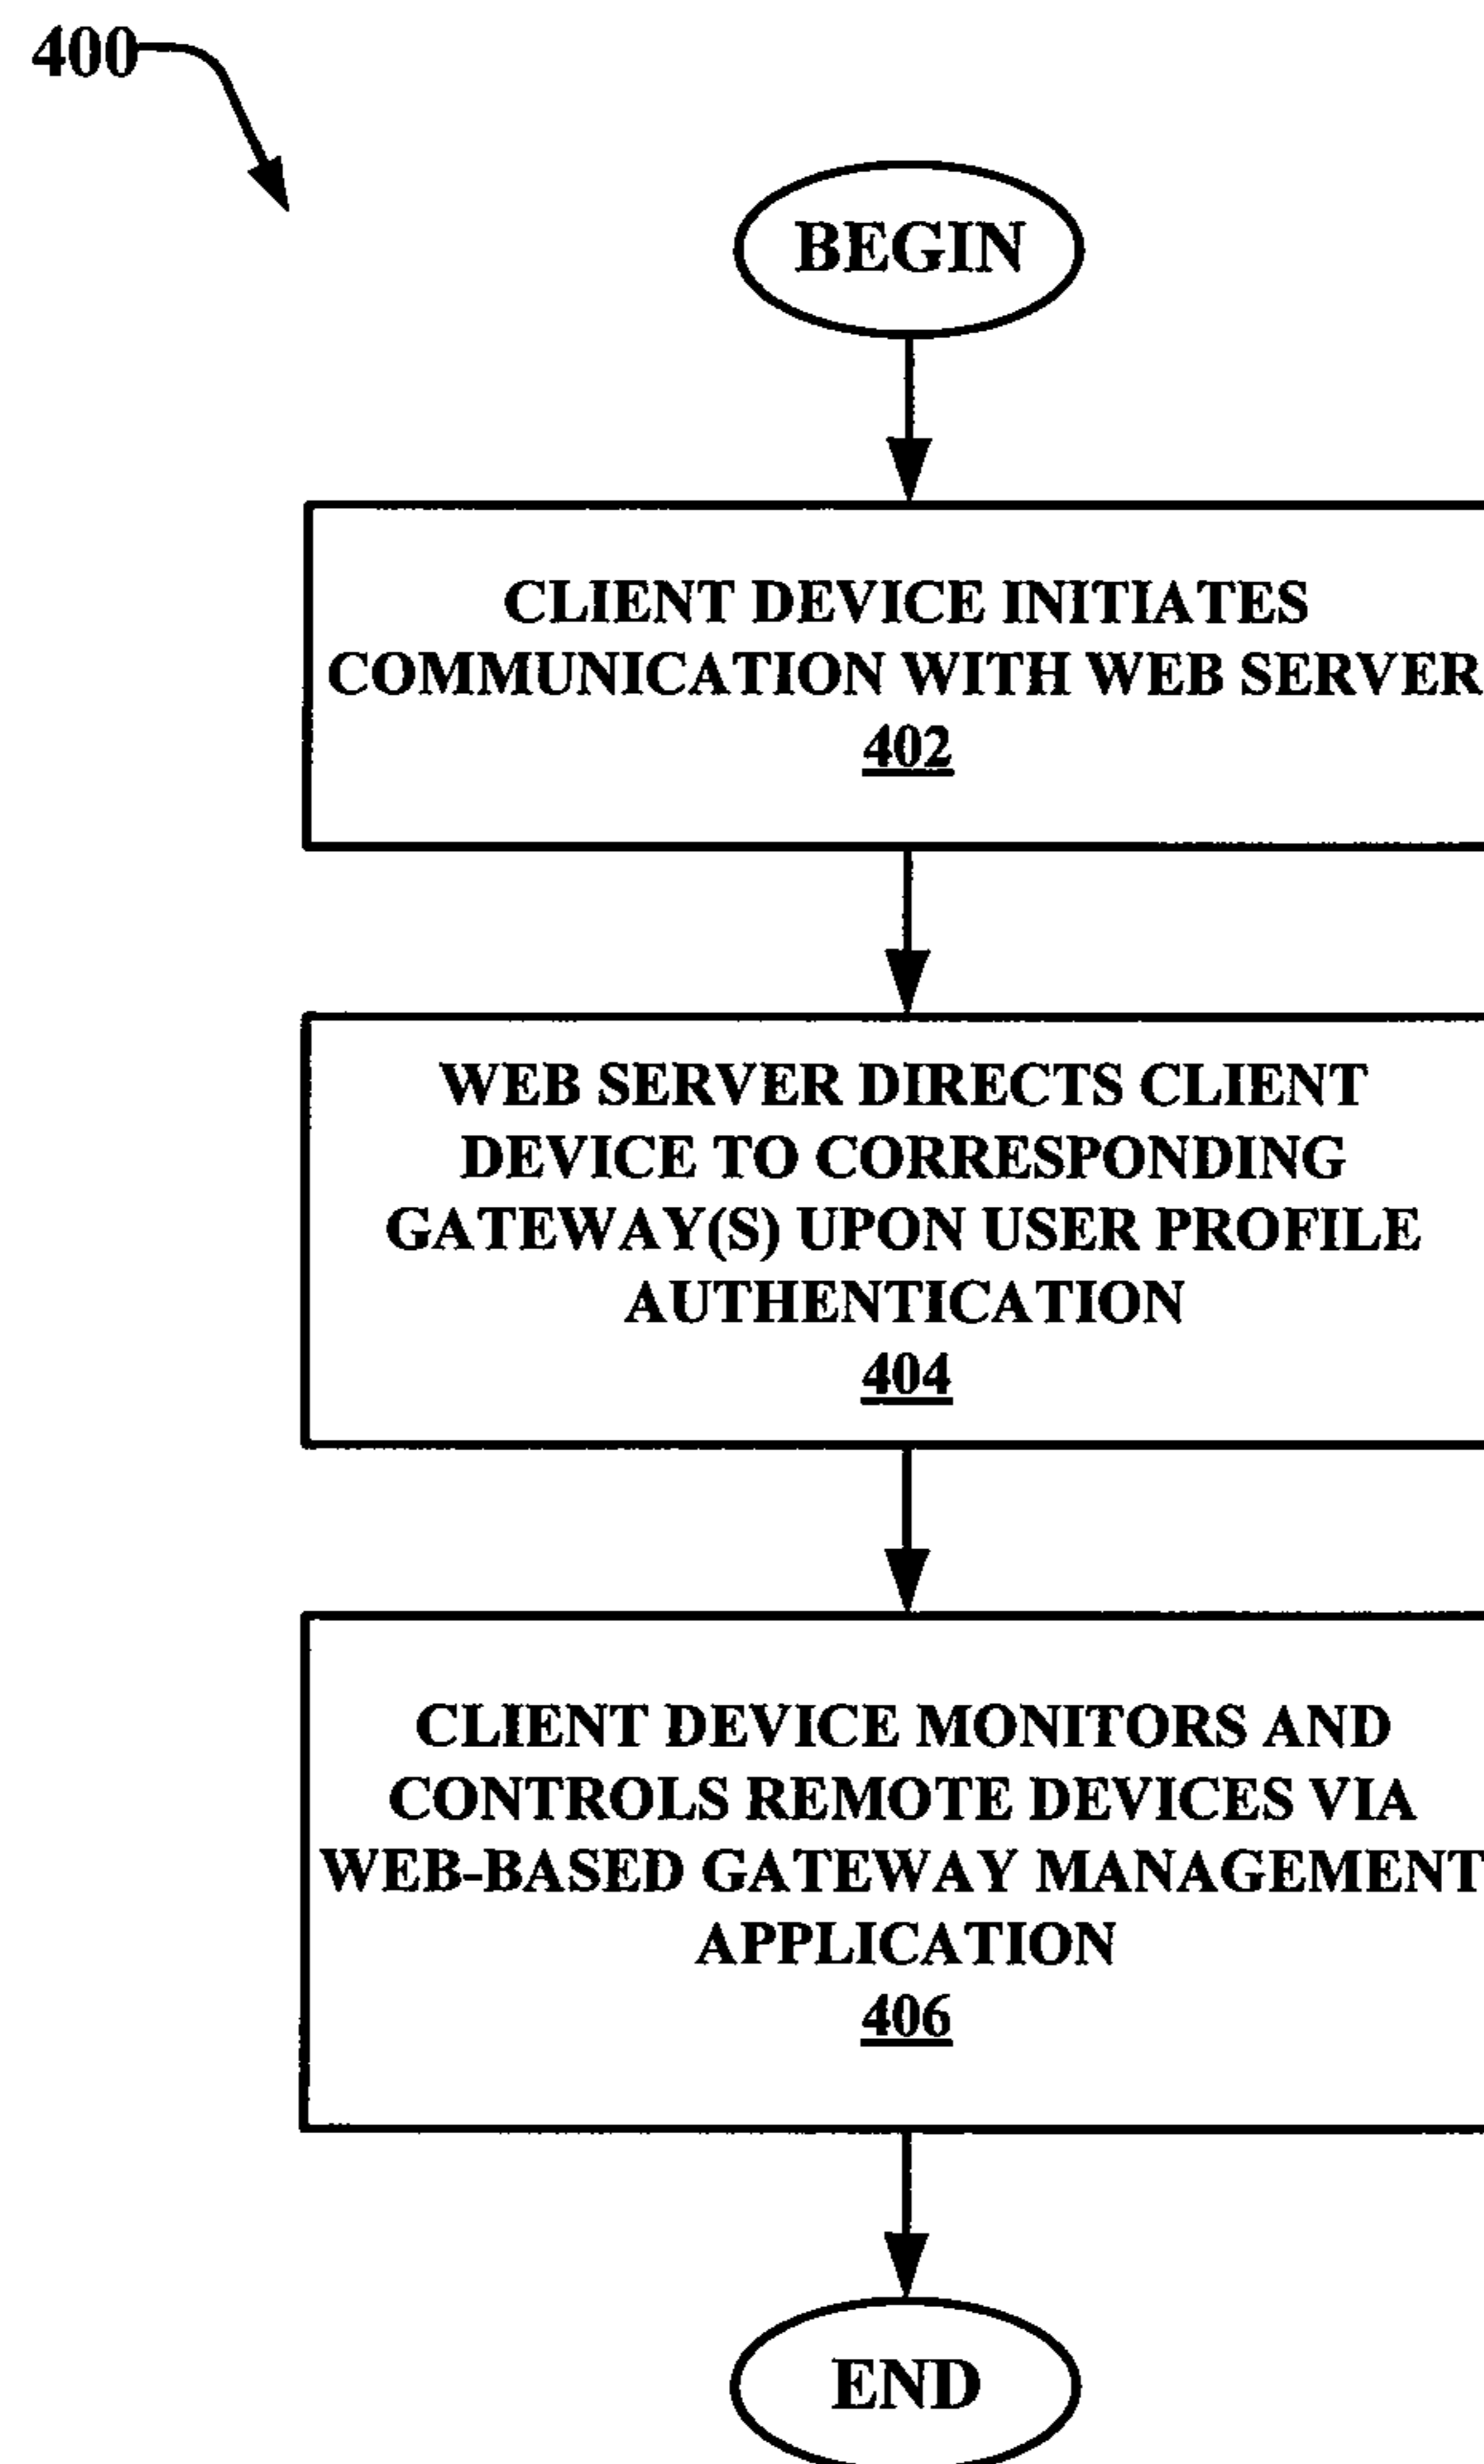 400
BEGIN
CLIENT DEVICE INITIATES
COMMUNICATION WITH WEB SERVER
402
WEB SERVER DIRECTS CLIENT
DEVICE TO CORRESPONDING
GATEWAY(S) UPON USER PROFILE
AUTHENTICATION
404
CLIENT DEVICE MONITORS AND
CONTROLS REMOTE DEVICES VIA
WEB-BASED GATEWAY MANAGEMENT
APPLICATION
406
END